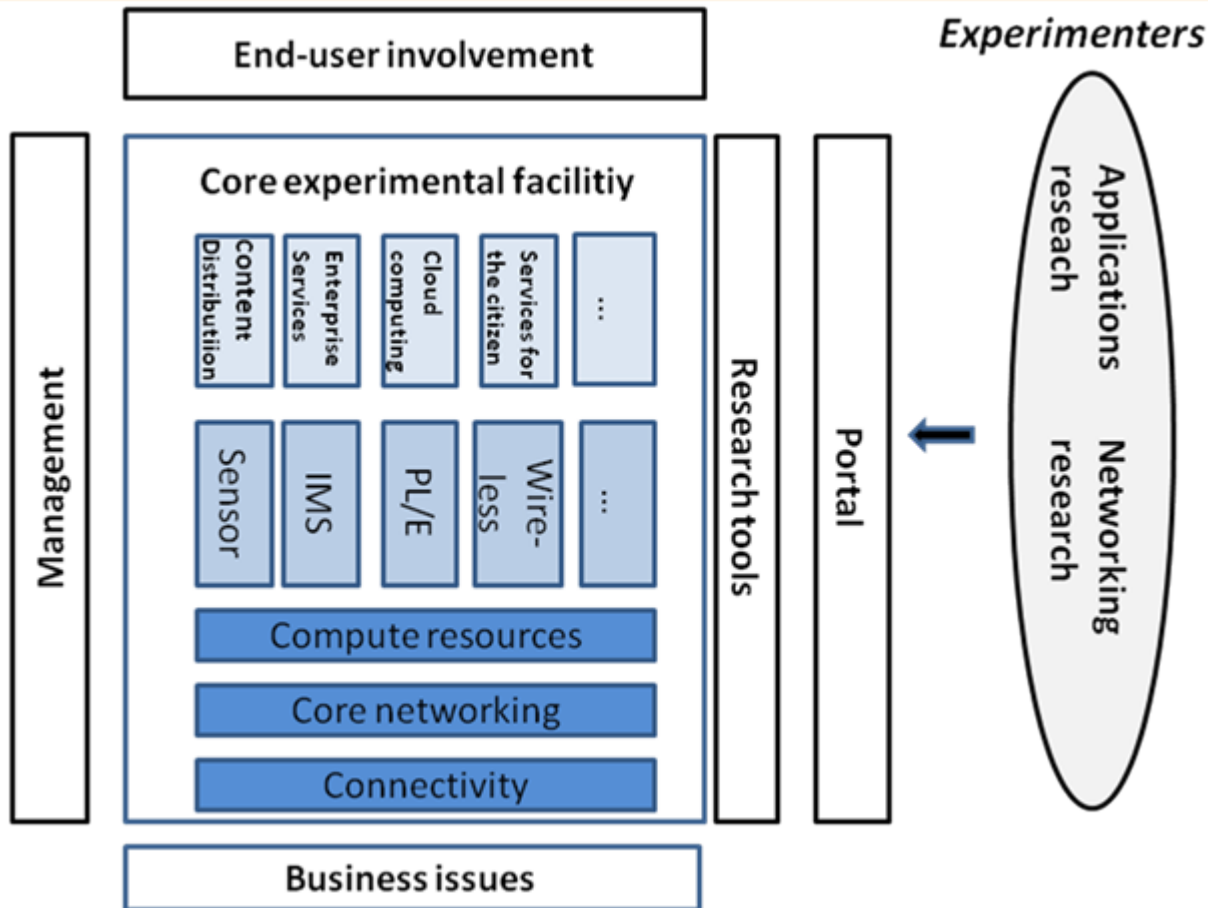 End-user involvement
Experimenters
Management
Core experimental facilitiy
Content
Distributiion
Enterprise
Services
Cloud
computing
Services for
the citizen
...
Sensor
IMS
PL/E
Wire-
less
...
Compute resources
Core networking
Connectivity
Research tools
Portal
Applications
reseach
Networking
research
Business issues